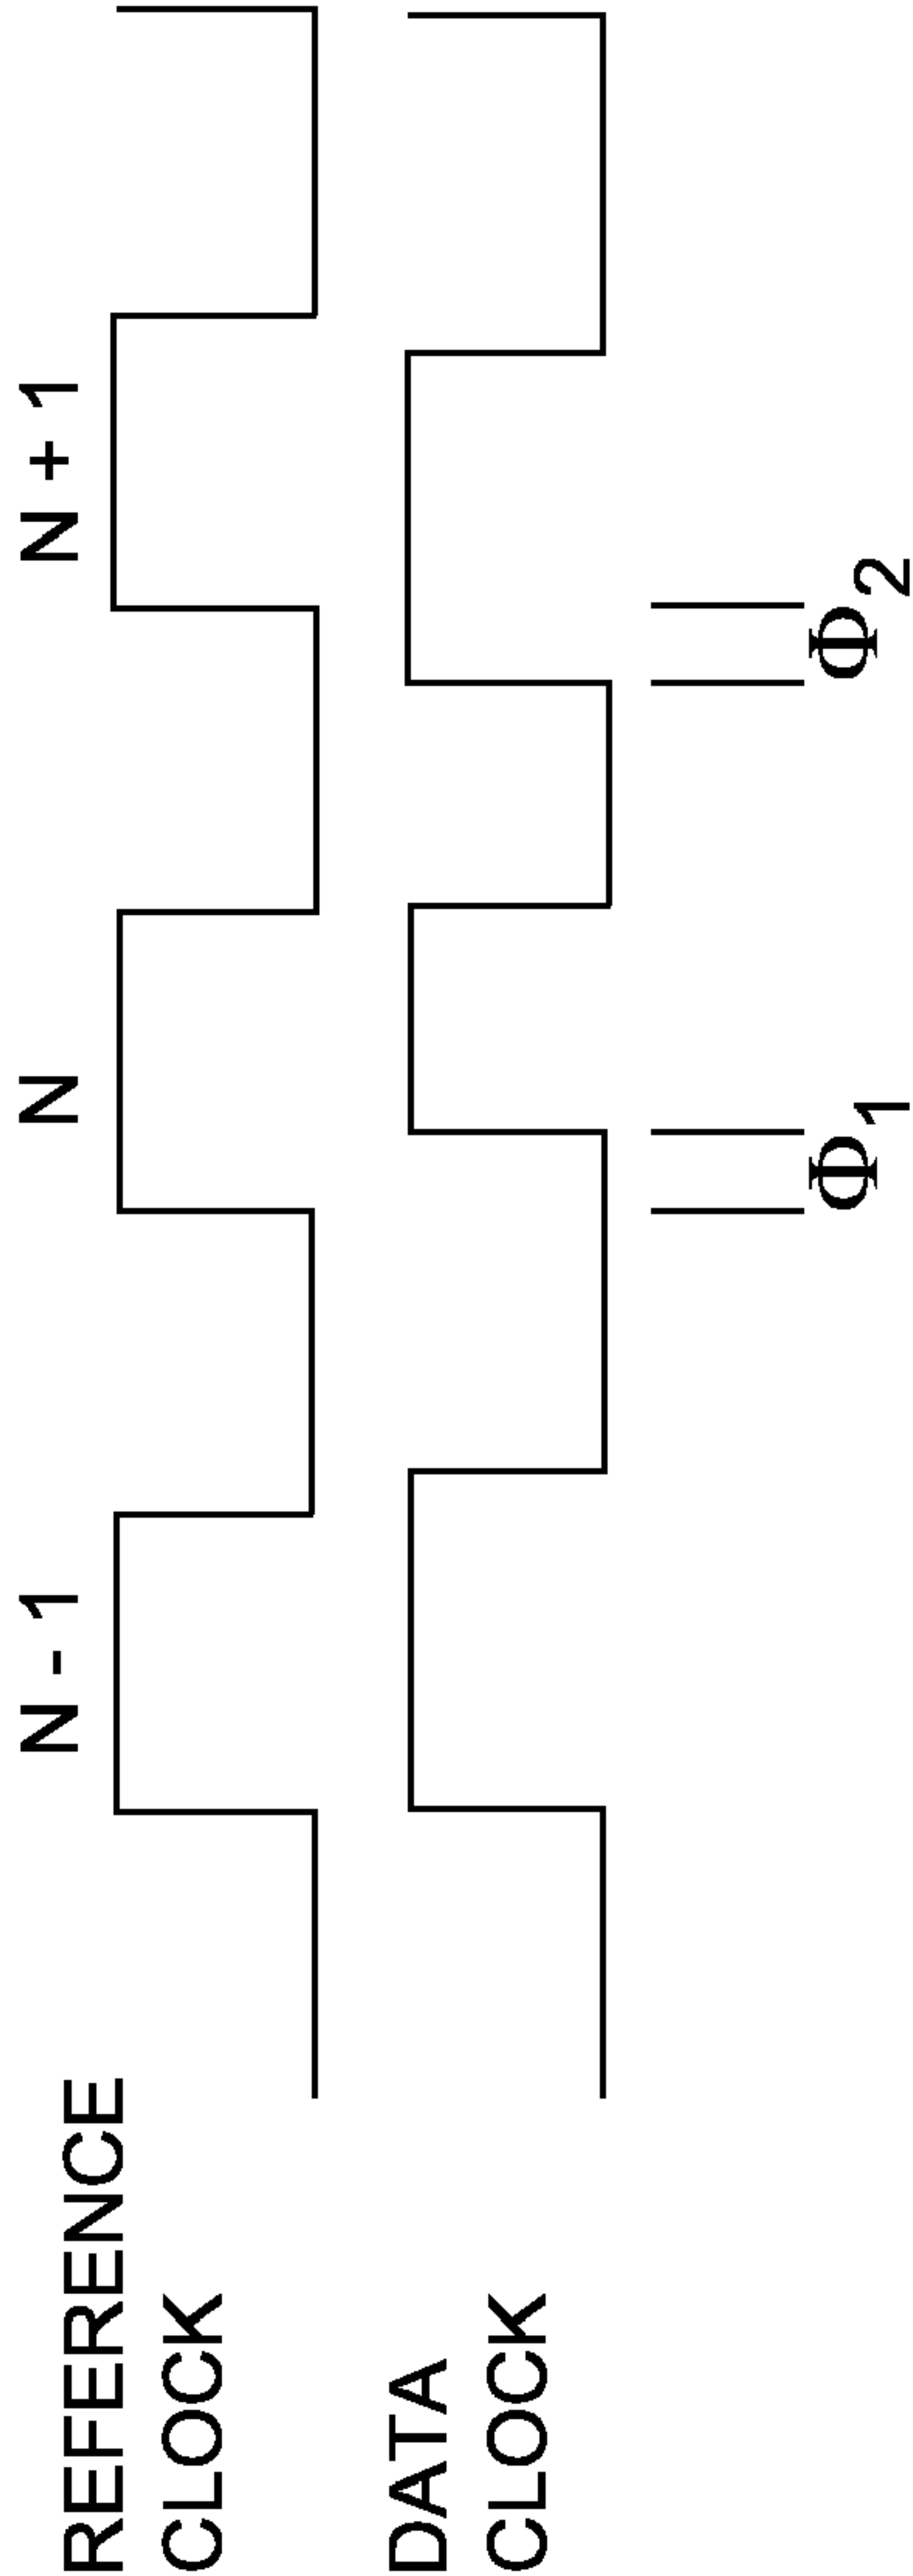 N - 1
N
N + 1
REFERENCE
CLOCK
DATA
CLOCK
Φ1
Φ2